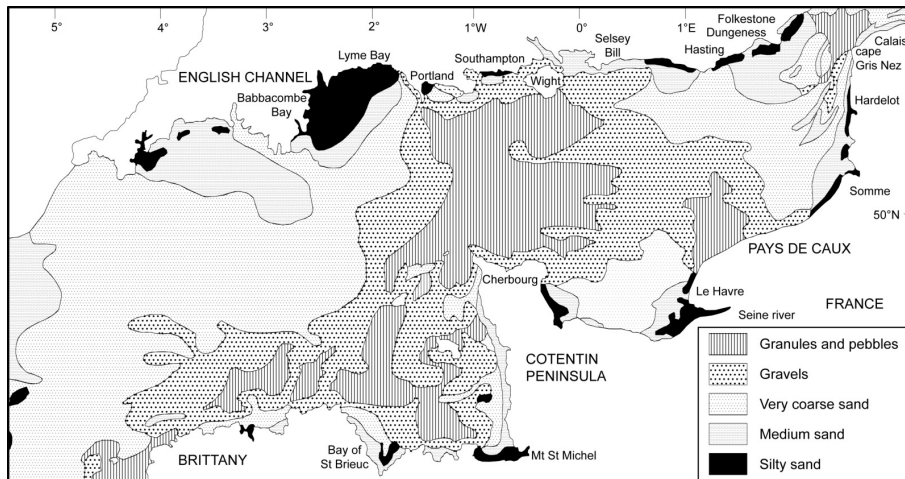 5°
4°
3°
2°
1°W
0°
1°E
Folkestone
Dungeness
Calais
cape
Gris Nez
Hasting
Selsey
Bill
Southampton
Wight
Lyme Bay
Portland
ENGLISH CHANNEL
Babbacombe
Bay
Hardelot
Somme
50°N
PAYS DE CAUX
Cherbourg
Le Havre
FRANCE
Seine river
COTENTIN
PENINSULA
BRITTANY
Bay of
St Brieuc
Mt St Michel
Granules and pebbles
Gravels
Very coarse sand
Medium sand
Silty sand